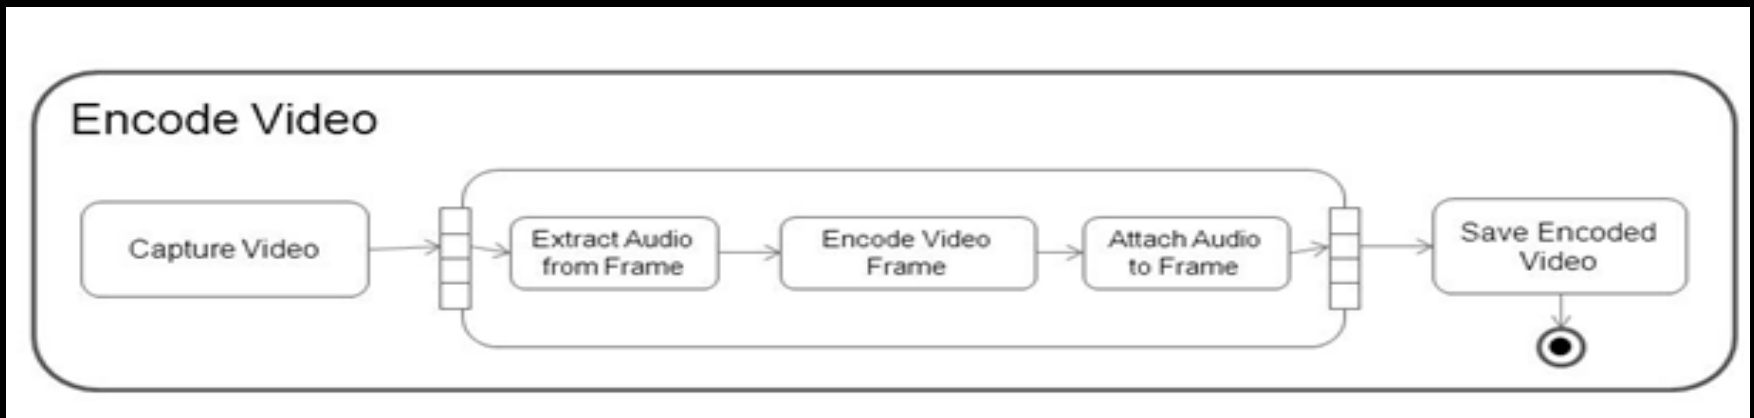 Encode Video
Capture Video
Extract Audio
from Frame
Encode Video
Frame
Attach Audio
to Frame
Save Encoded
Video